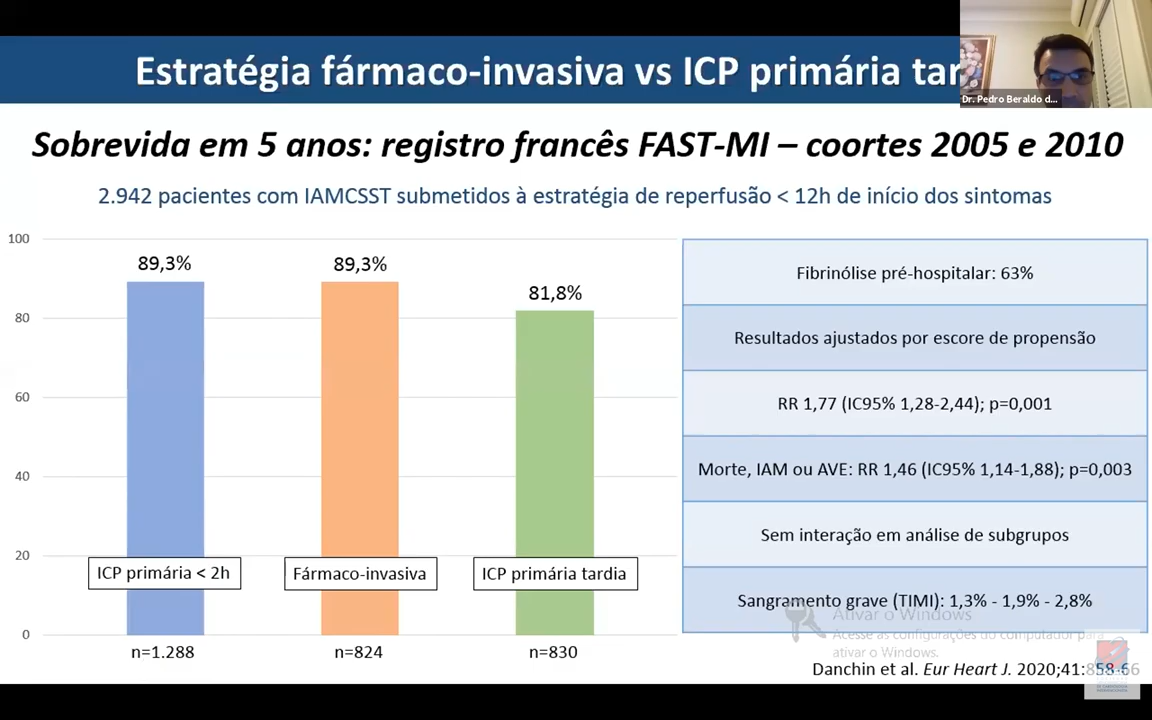 Estratégia fármaco-invasiva vs ICP primária tar
Dr. Pedro Beraldo d...
Sobrevida em 5 anos: registro francês FAST-MI – coortes 2005 e 2010
2.942 pacientes com IAMCSST submetidos à estratégia de reperfusão < 12h de início dos sintomas
100
80
60
40
20
0
89,3%
89,3%
81,8%
ICP primária < 2h
Fármaco-invasiva
ICP primária tardia
n=1.288
n=824
n=830
Fibrinólise pré-hospitalar: 63%
Resultados ajustados por escore de propensão
RR 1,77 (IC95% 1,28-2,44); p=0,001
Morte, IAM ou AVE: RR 1,46 (IC95% 1,14-1,88); p=0,003
Sem interação em análise de subgrupos
Sangramento grave (TIMI): 1,3% - 1,9% - 2,8%
Ativar o Windows
Acesse as configurações do computador para
ativar o Windows.
Danchin et al. Eur Heart J. 2020;41:858-66